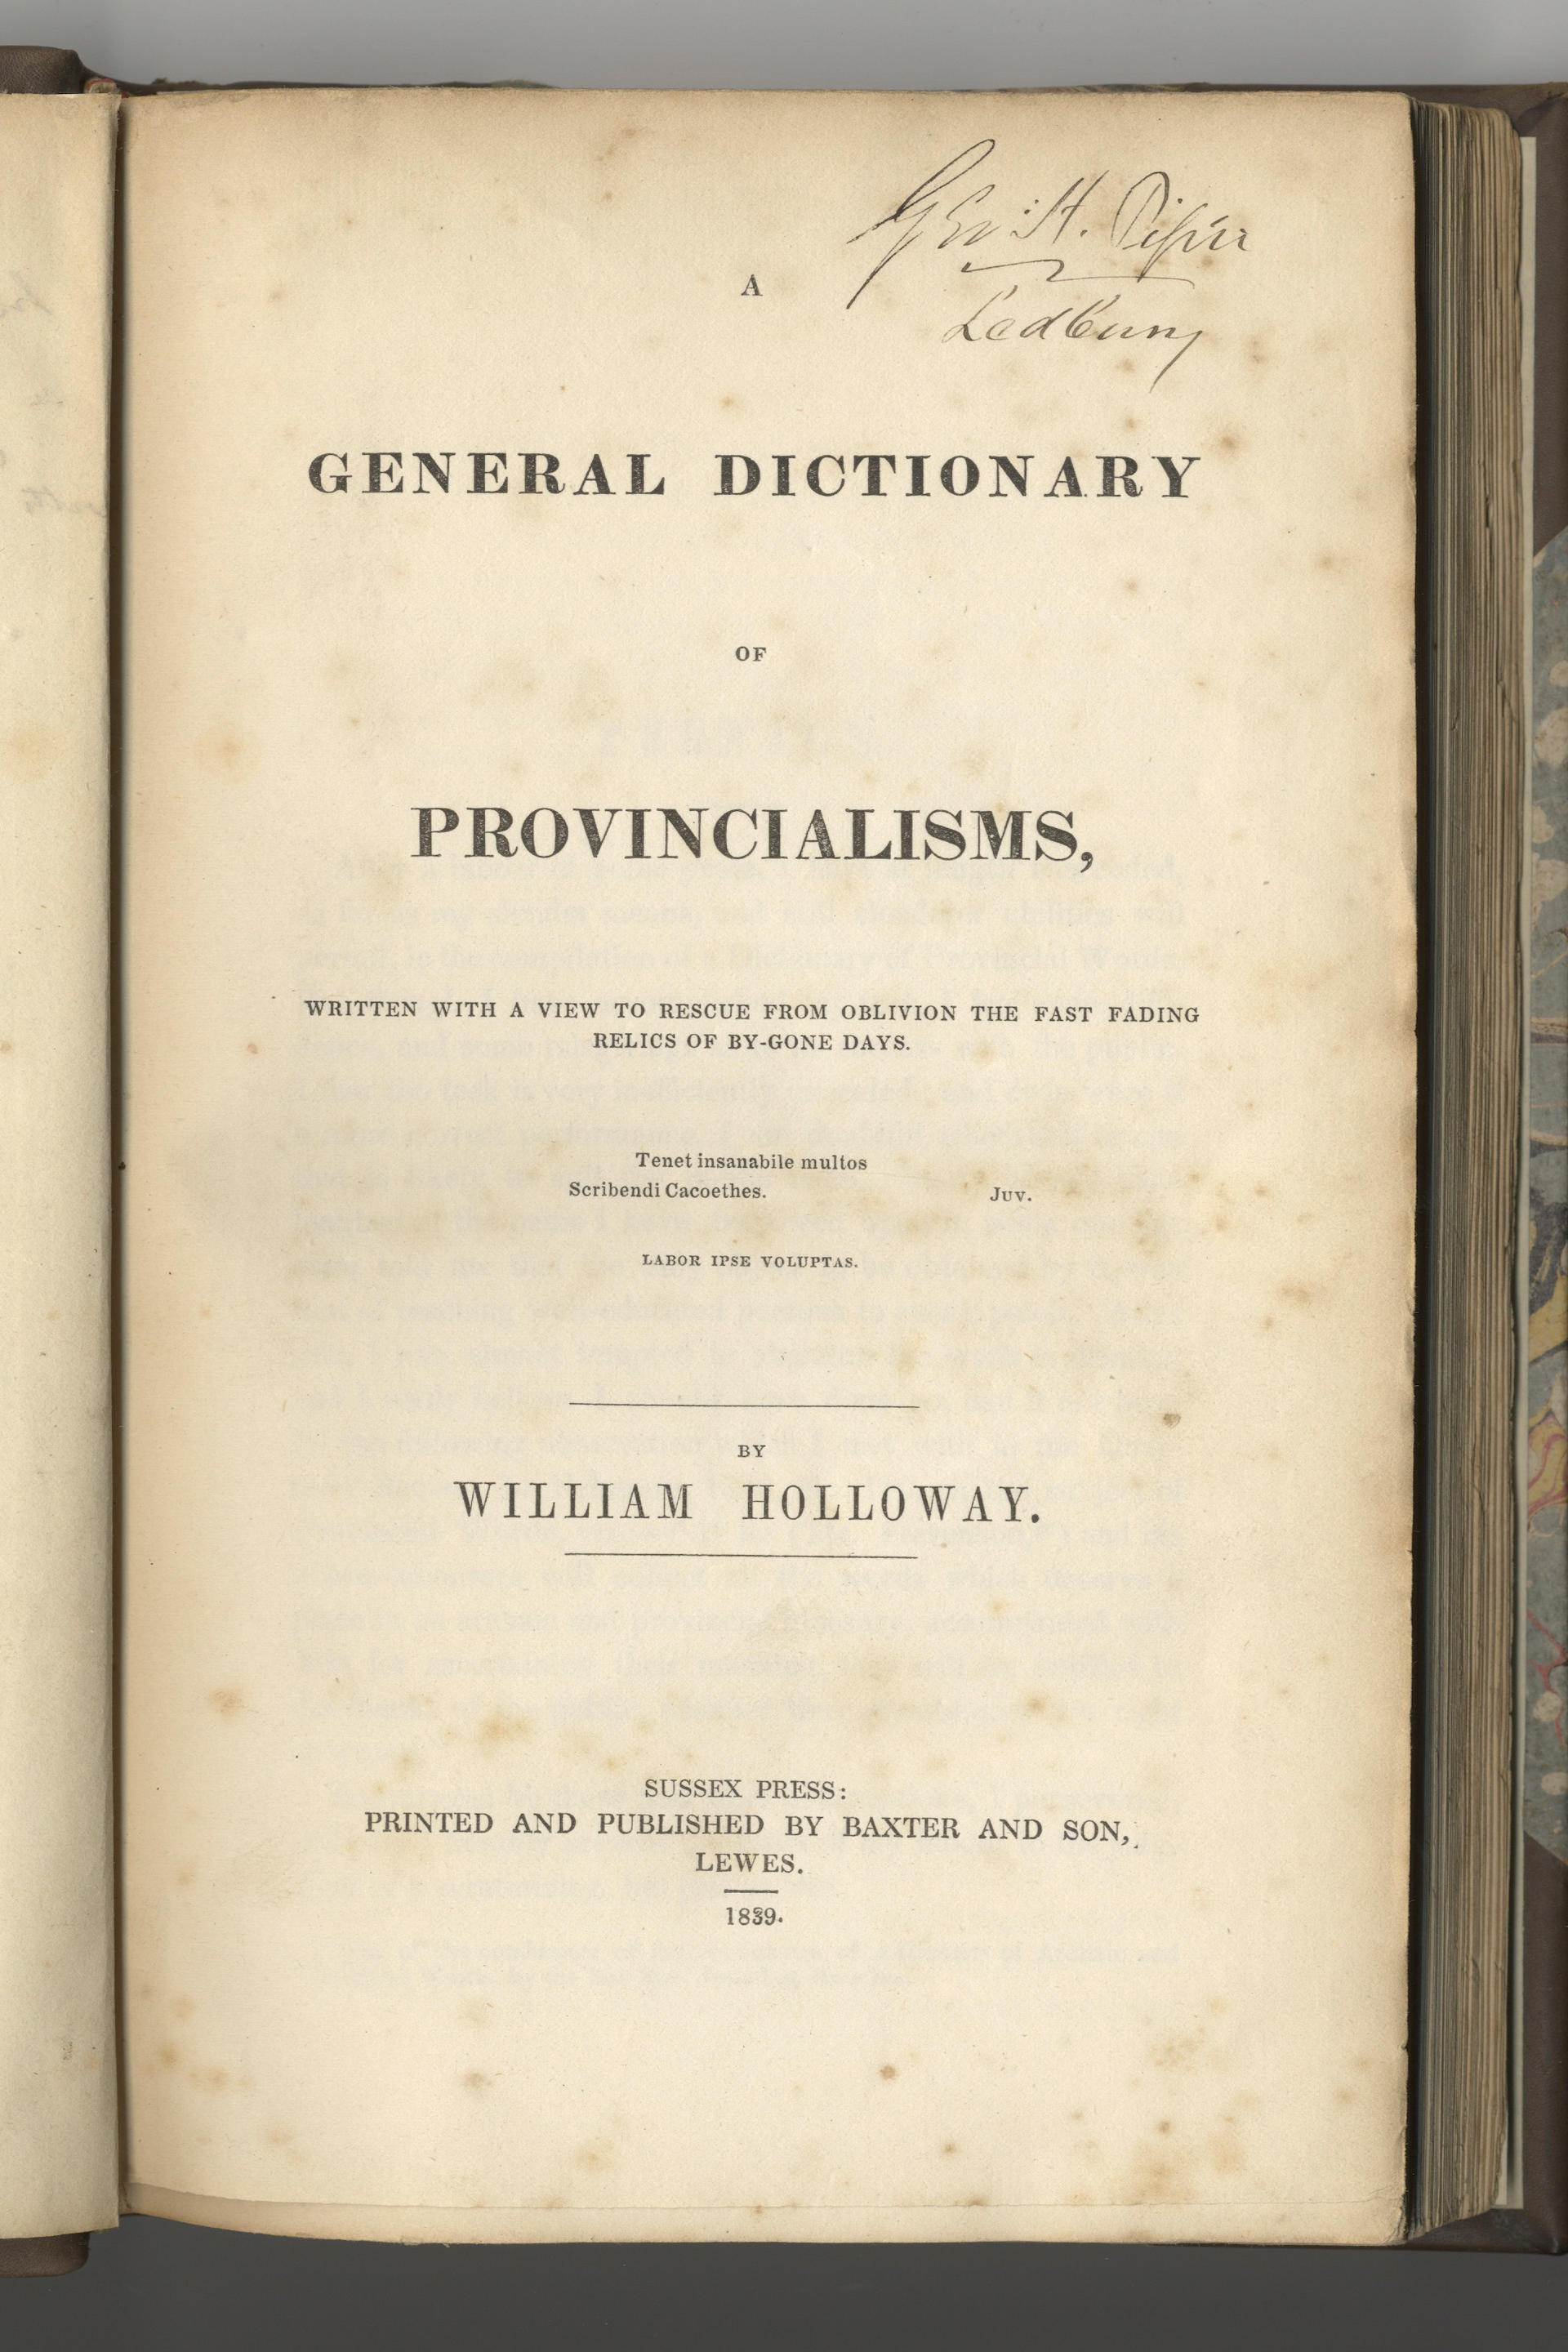 Geo: H. Piper
Ledbury
A
GENERAL DICTIONARY
OF
PROVINCIALISMS,
WRITTEN WITH A VIEW TO RESCUE FROM OBLIVION THE FAST FADING
RELICS OF BY-GONE DAYS.
Tenet insanabile multos
Scribendi Cacoethes. JUV.
LABOR IPSE VOLUPTAS.
BY
WILLIAM HOLLOWAY.
SUSSEX PRESS:
PRINTED AND PUBLISHED BY BAXTER AND SON,
LEWES.
1839.